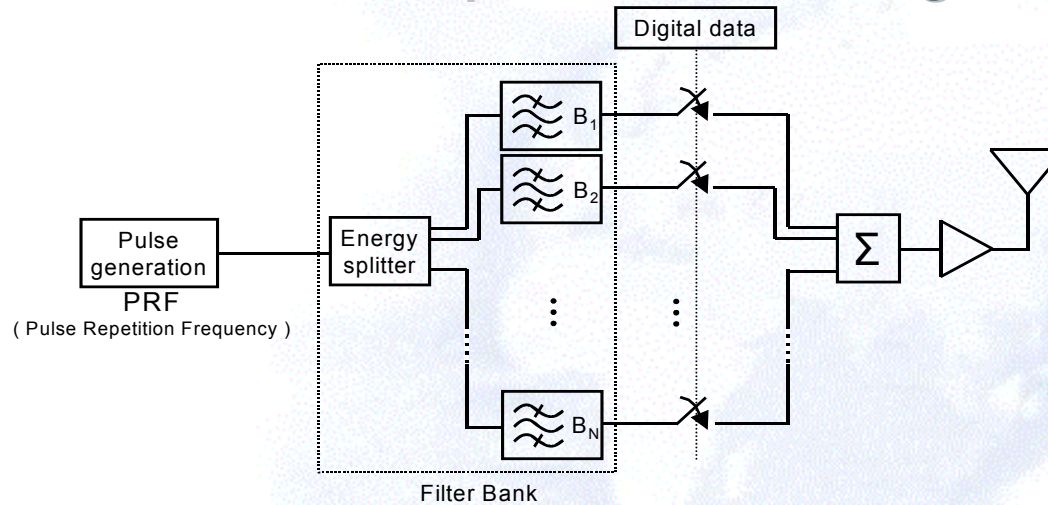 Digital data
B1
B2
Pulse
generation
Energy
splitter
Σ
PRF
( Pulse Repetition Frequency )
BN
Filter Bank